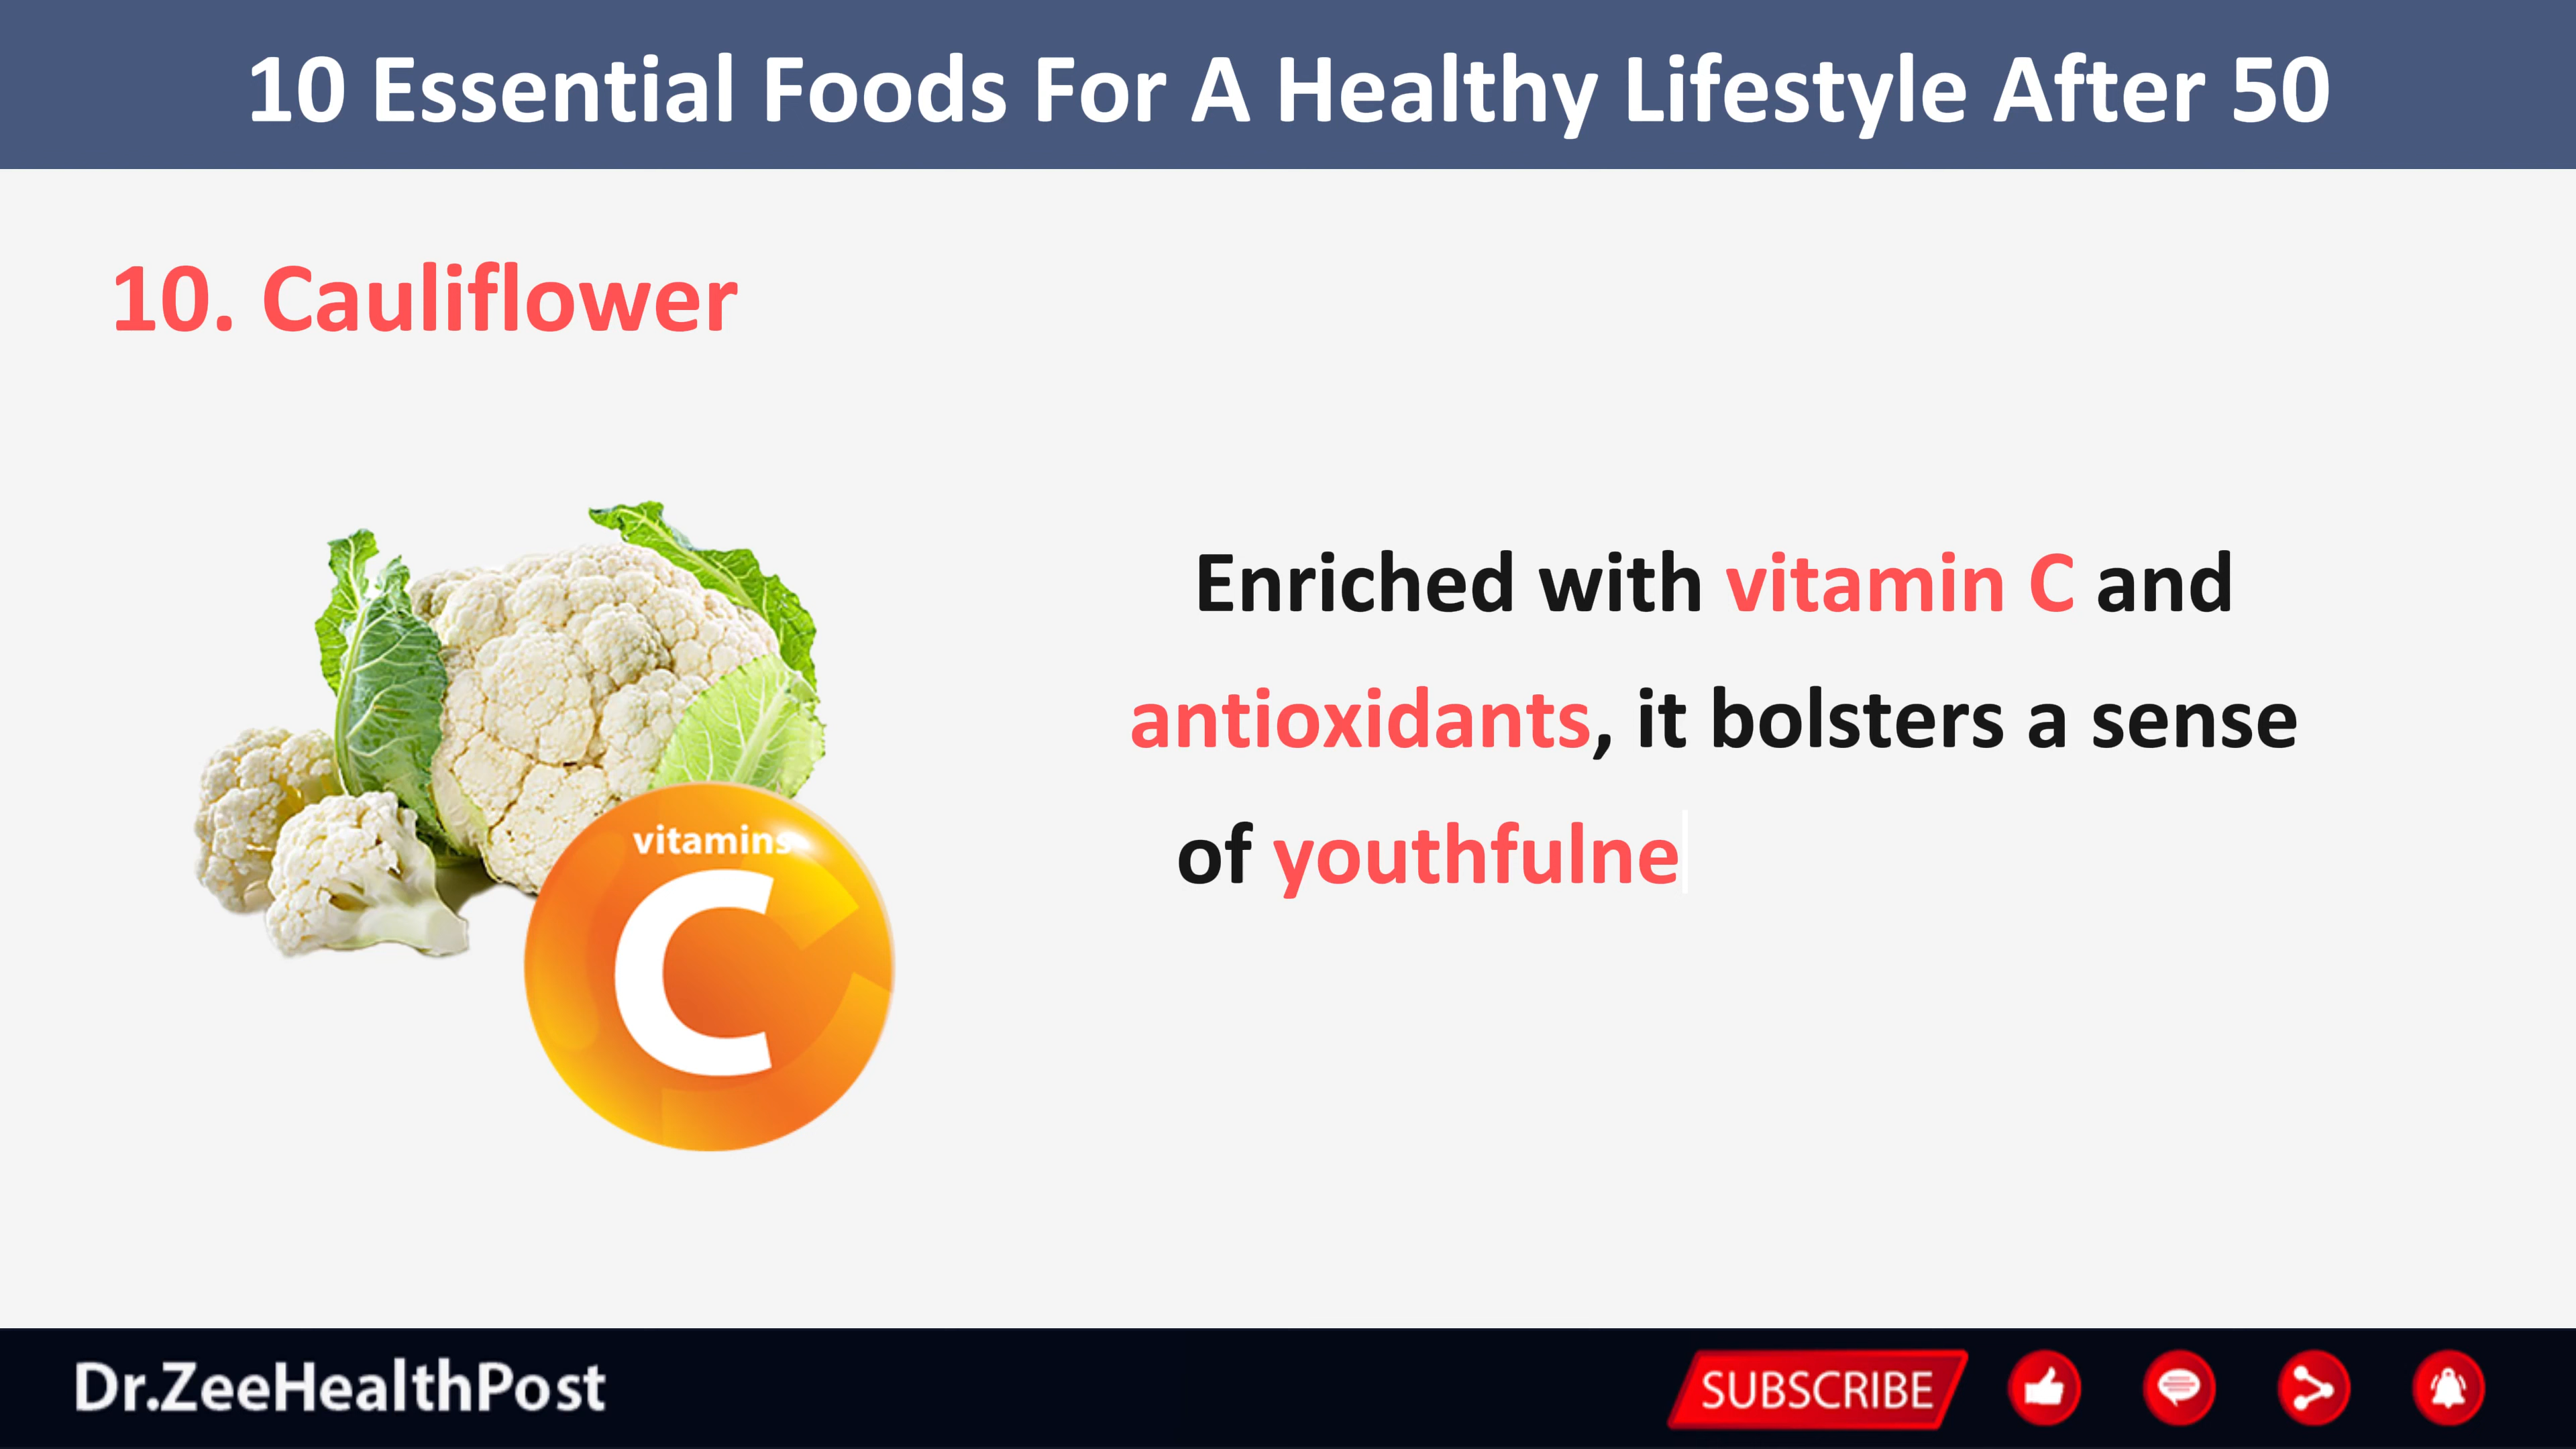 10 Essential Foods For A Healthy Lifestyle After 50
10. Cauliflower
Enriched with vitamin C and
antioxidants, it bolsters a sense
of youthfulne
vitamins
C
Dr.ZeeHealthPost
SUBSCRIBE